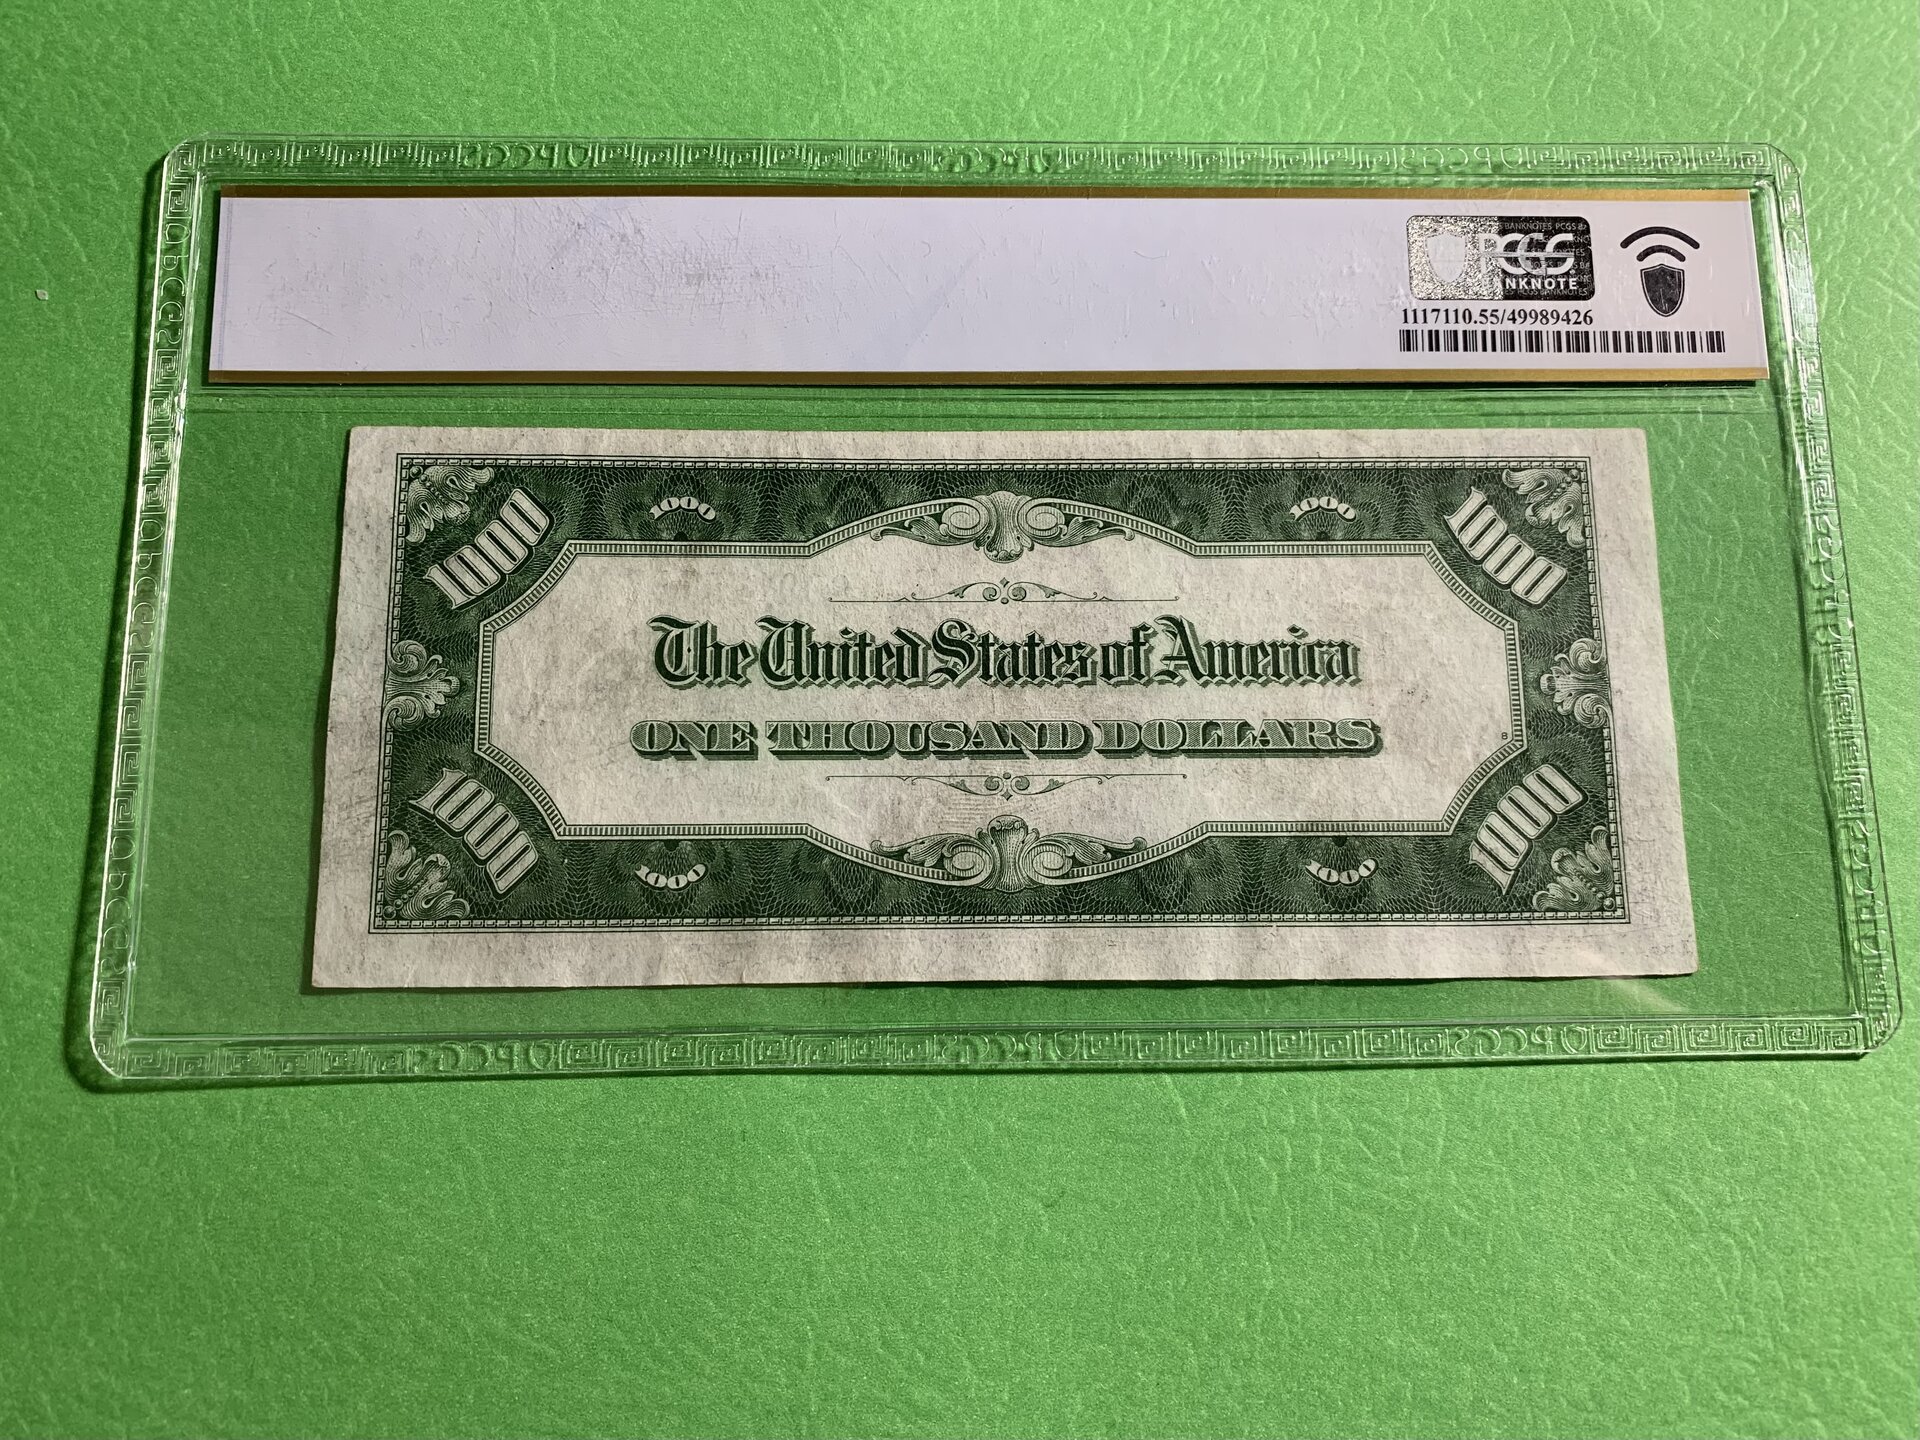 PCGS
BANKNOTE
1117110.55/49989426
1000 1000 1000 1000
The United States of America
ONE THOUSAND DOLLARS
8
1000 1000 1000 1000